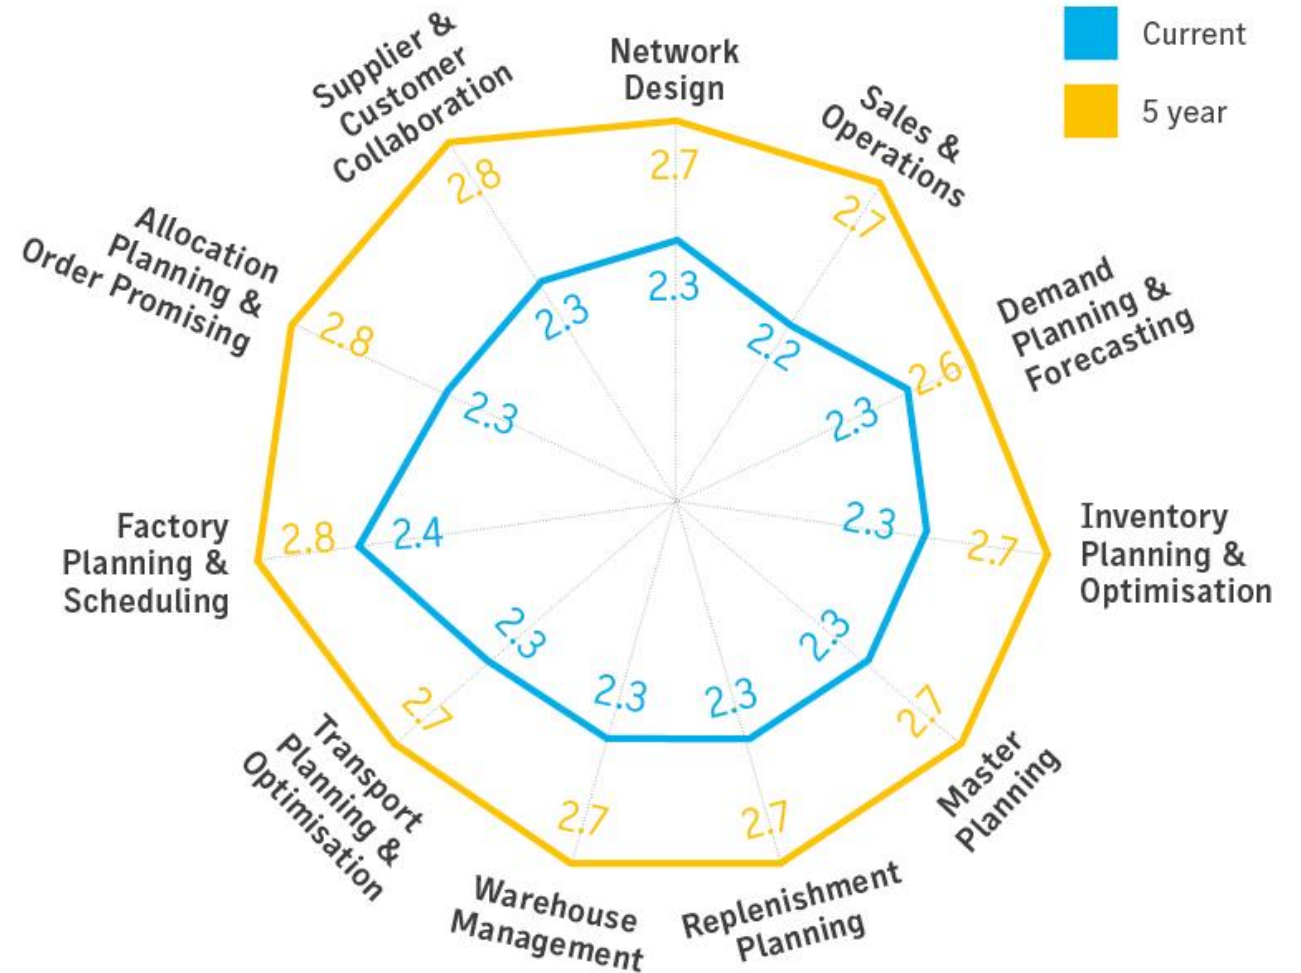 Current
5 year
Network
Design
2.7
2.3
Sales &
Operations
2.7
2.2
Demand
Planning &
Forecasting
2.6
2.3
Inventory
Planning &
Optimisation
2.7
2.3
Master
Planning
2.7
2.3
Replenishment
Planning
2.7
2.3
Warehouse
Management
2.7
2.3
Transport
Planning &
Optimisation
2.7
2.3
Factory
Planning &
Scheduling
2.8
2.4
Allocation
Planning &
Order Promising
2.8
2.3
Supplier &
Customer
Collaboration
2.8
2.3